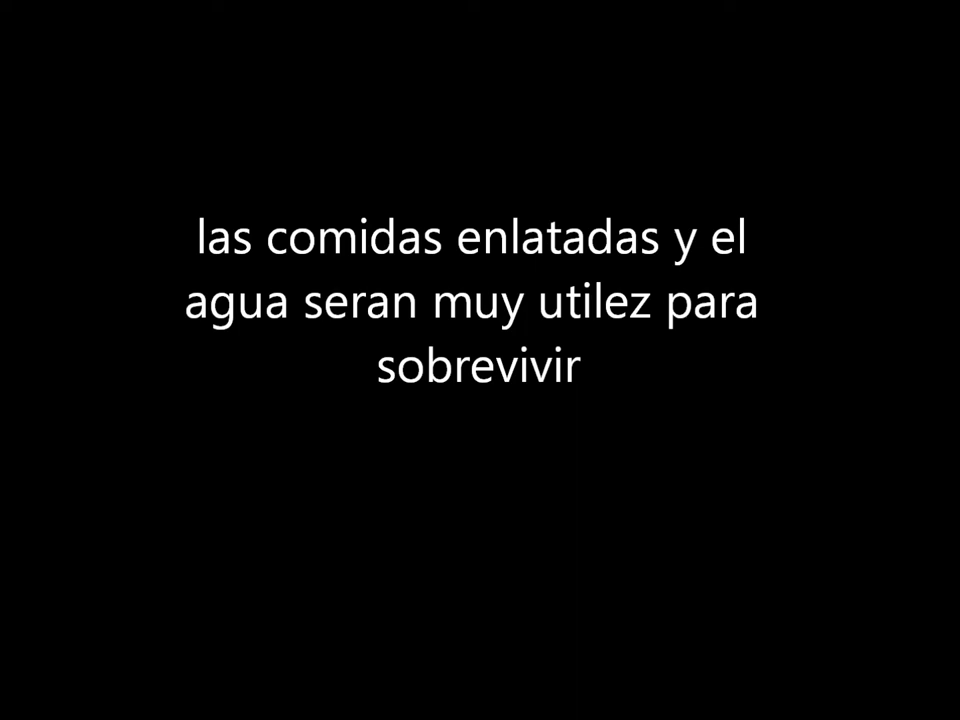 las comidas enlatadas y el
agua seran muy utilez para
sobrevivir